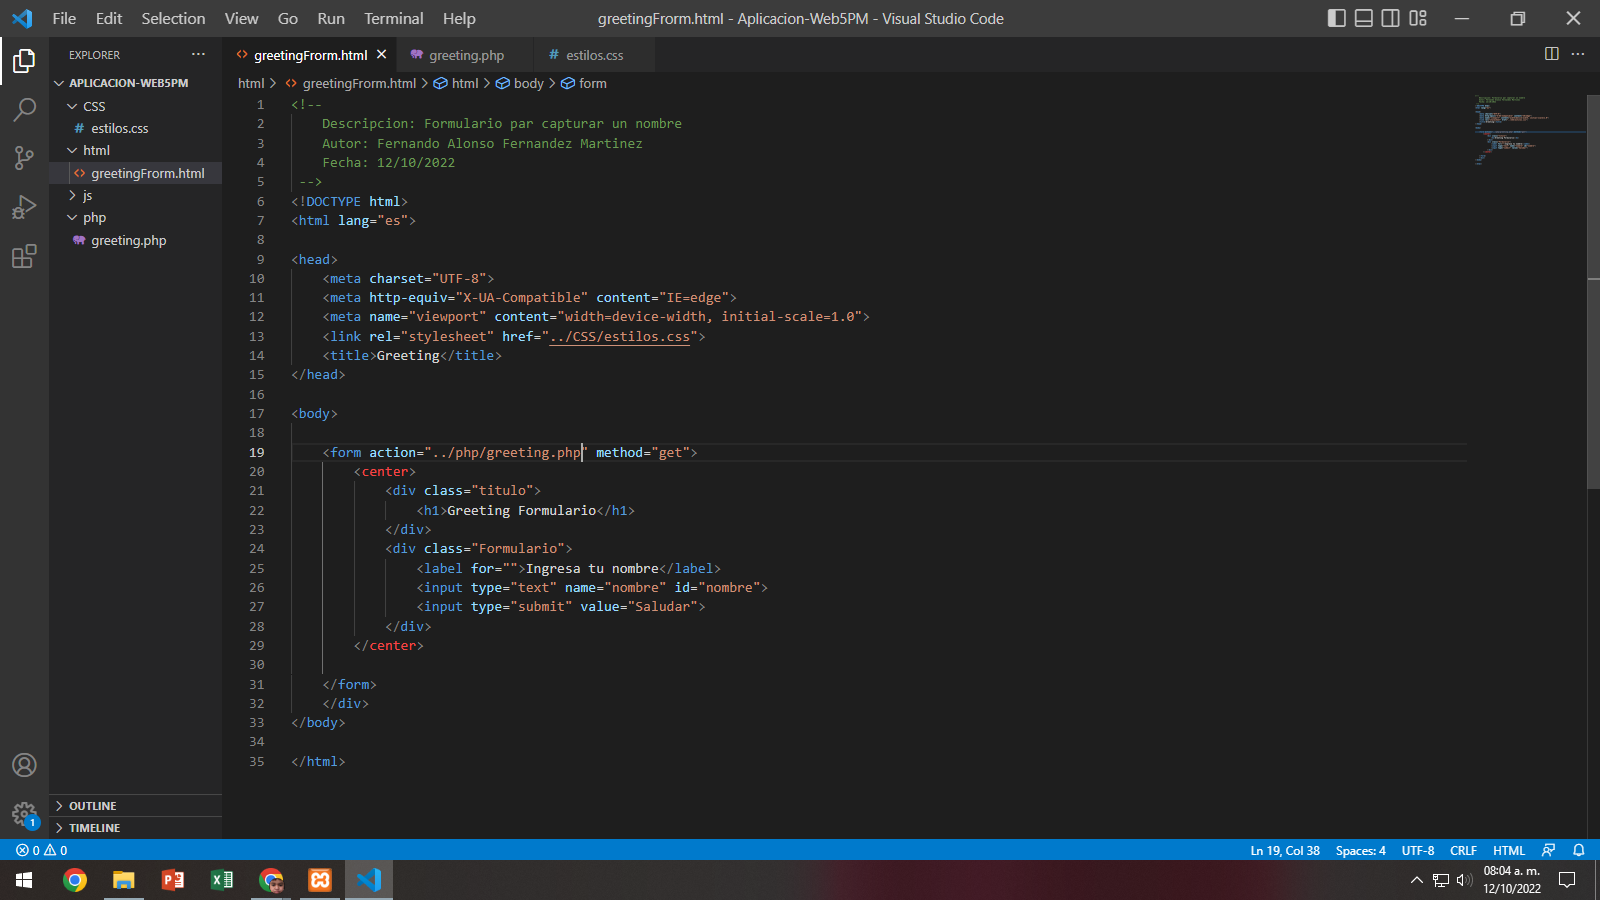 File Edit Selection View Go Run Terminal Help
greetingFrorm.html - Aplicacion-Web5PM - Visual Studio Code
EXPLORER
greetingFrorm.html
greeting.php
# estilos.css
html > greetingFrorm.html > html > body > form
APLICACION-WEB5PM
CSS
# estilos.css
html
greetingFrorm.html
js
php
greeting.php
OUTLINE
TIMELINE
1 <!--
2 Descripcion: Formulario par capturar un nombre
3 Autor: Fernando Alonso Fernandez Martinez
4 Fecha: 12/10/2022
5 -->
6 <!DOCTYPE html>
7 <html lang="es">
8
9 <head>
10 <meta charset="UTF-8">
11 <meta http-equiv="X-UA-Compatible" content="IE=edge">
12 <meta name="viewport" content="width=device-width, initial-scale=1.0">
13 <link rel="stylesheet" href="../CSS/estilos.css">
14 <title>Greeting</title>
15 </head>
16
17 <body>
18
19 <form action="../php/greeting.php" method="get">
20 <center>
21 <div class="titulo">
22 <h1>Greeting Formulario</h1>
23 </div>
24 <div class="Formulario">
25 <label for="">Ingresa tu nombre</label>
26 <input type="text" name="nombre" id="nombre">
27 <input type="submit" value="Saludar">
28 </div>
29 </center>
30
31 </form>
32 </div>
33 </body>
34
35 </html>
1
0 0
Ln 19, Col 38 Spaces: 4 UTF-8 CRLF HTML
08:04 a. m.
12/10/2022